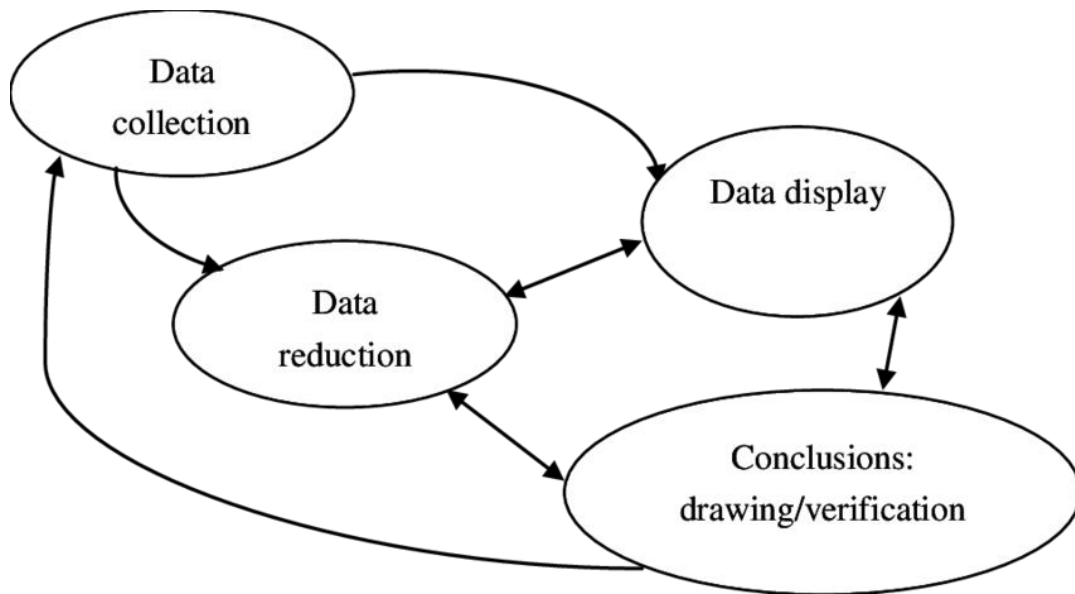 Data
collection
Data display
Data
reduction
Conclusions:
drawing/verification